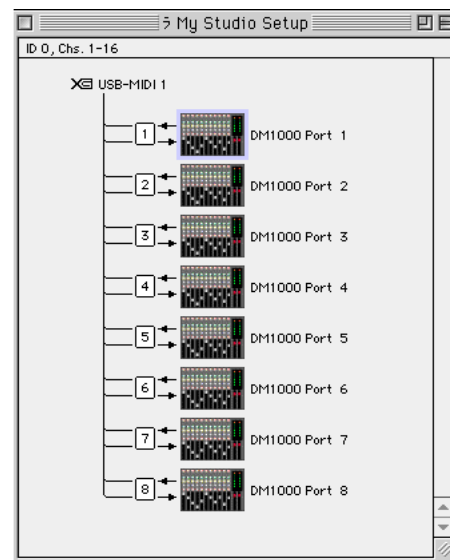 ラ My Studio Setup
ID 0, Chs. 1-16
USB-MIDI 1
1 DM1000 Port 1
2 DM1000 Port 2
3 DM1000 Port 3
4 DM1000 Port 4
5 DM1000 Port 5
6 DM1000 Port 6
7 DM1000 Port 7
8 DM1000 Port 8